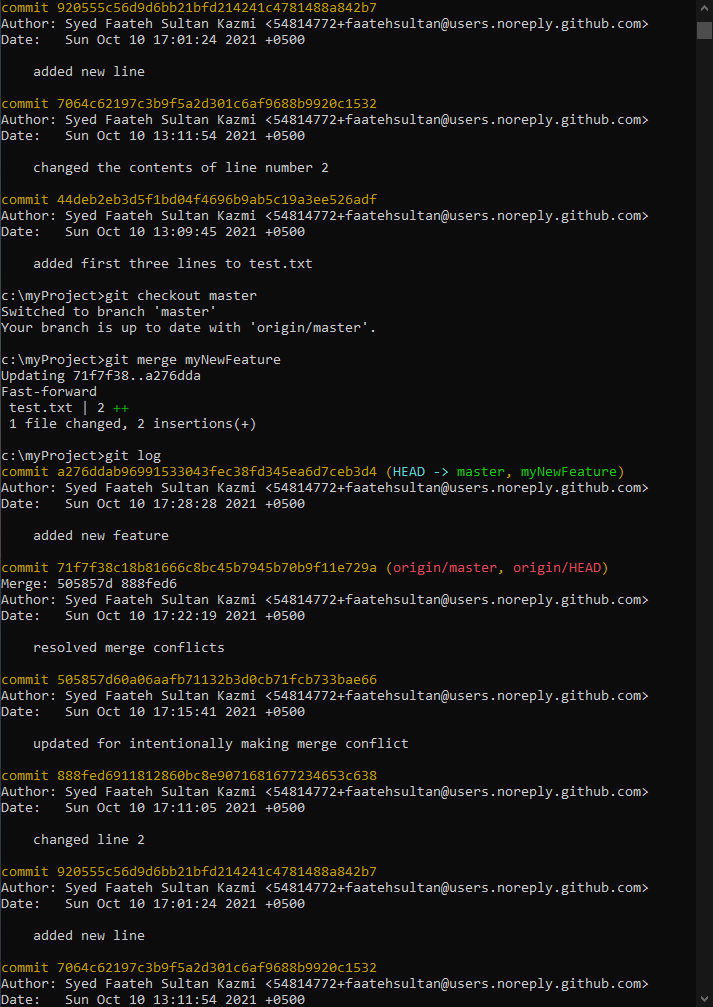 commit 920555c56d9d6bb21bfd214241c4781488a842b7
Author: Syed Faateh Sultan Kazmi <54814772+faatehsultan@users.noreply.github.com>
Date:   Sun Oct 10 17:01:24 2021 +0500
    added new line
commit 7064c62197c3b9f5a2d301c6af9688b9920c1532
Author: Syed Faateh Sultan Kazmi <54814772+faatehsultan@users.noreply.github.com>
Date:   Sun Oct 10 13:11:54 2021 +0500
    changed the contents of line number 2
commit 44deb2eb3d5f1bd04f4696b9ab5c19a3ee526adf
Author: Syed Faateh Sultan Kazmi <54814772+faatehsultan@users.noreply.github.com>
Date:   Sun Oct 10 13:09:45 2021 +0500
    added first three lines to test.txt
c:\myProject>git checkout master
Switched to branch 'master'
Your branch is up to date with 'origin/master'.
c:\myProject>git merge myNewFeature
Updating 71f7f38..a276dda
Fast-forward
 test.txt | 2 ++
 1 file changed, 2 insertions(+)
c:\myProject>git log
commit a276ddab96991533043fec38fd345ea6d7ceb3d4 (HEAD -> master, myNewFeature)
Author: Syed Faateh Sultan Kazmi <54814772+faatehsultan@users.noreply.github.com>
Date:   Sun Oct 10 17:28:28 2021 +0500
    added new feature
commit 71f7f38c18b81666c8bc45b7945b70b9f11e729a (origin/master, origin/HEAD)
Merge: 505857d 888fed6
Author: Syed Faateh Sultan Kazmi <54814772+faatehsultan@users.noreply.github.com>
Date:   Sun Oct 10 17:22:19 2021 +0500
    resolved merge conflicts
commit 505857d60a06aafb71132b3d0cb71fcb733bae66
Author: Syed Faateh Sultan Kazmi <54814772+faatehsultan@users.noreply.github.com>
Date:   Sun Oct 10 17:15:41 2021 +0500
    updated for intentionally making merge conflict
commit 888fed6911812860bc8e9071681677234653c638
Author: Syed Faateh Sultan Kazmi <54814772+faatehsultan@users.noreply.github.com>
Date:   Sun Oct 10 17:11:05 2021 +0500
    changed line 2
commit 920555c56d9d6bb21bfd214241c4781488a842b7
Author: Syed Faateh Sultan Kazmi <54814772+faatehsultan@users.noreply.github.com>
Date:   Sun Oct 10 17:01:24 2021 +0500
    added new line
commit 7064c62197c3b9f5a2d301c6af9688b9920c1532
Author: Syed Faateh Sultan Kazmi <54814772+faatehsultan@users.noreply.github.com>
Date:   Sun Oct 10 13:11:54 2021 +0500